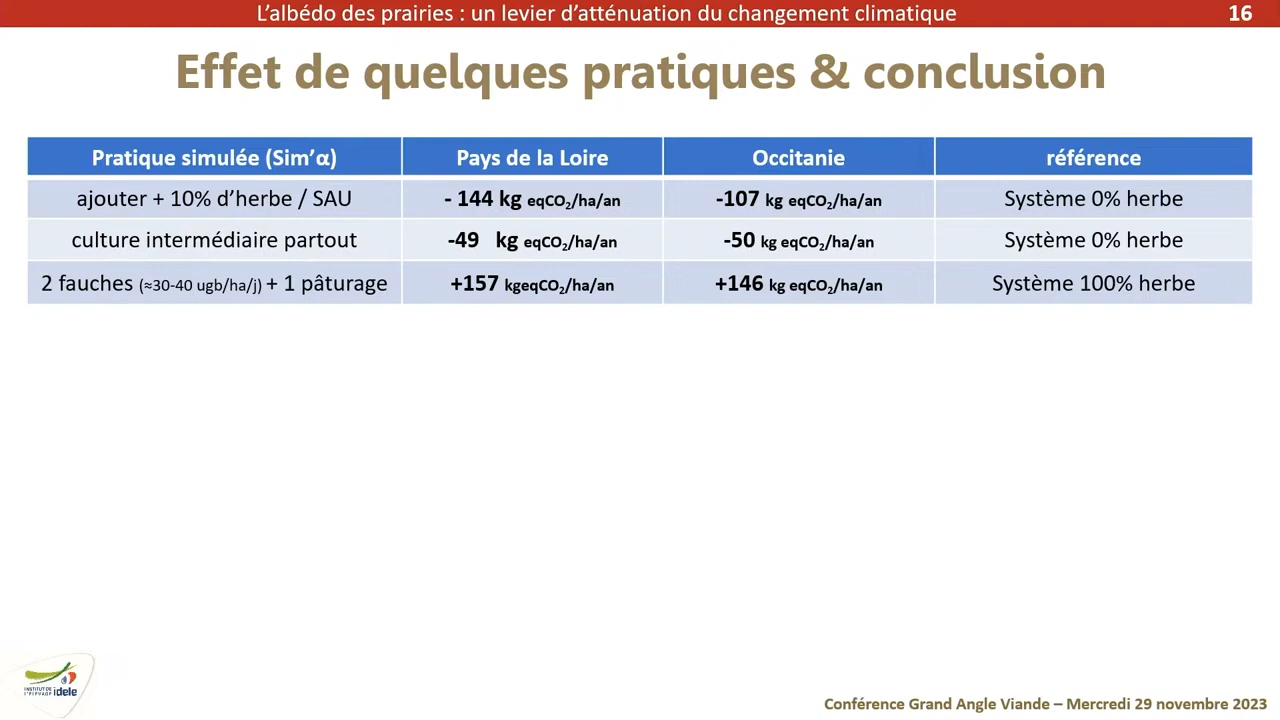 L'albédo des prairies : un levier d'atténuation du changement climatique 16
Effet de quelques pratiques & conclusion
Pratique simulée (Sim'α) Pays de la Loire Occitanie référence
ajouter + 10% d'herbe / SAU - 144 kg eqCO₂/ha/an -107 kg eqCO₂/ha/an Système 0% herbe
culture intermédiaire partout -49 kg eqCO₂/ha/an -50 kg eqCO₂/ha/an Système 0% herbe
2 fauches (≈30-40 ugb/ha/j) + 1 pâturage +157 kgeqCO₂/ha/an +146 kg eqCO₂/ha/an Système 100% herbe
INSTITUT DE
L'ELEVAGE idele
Conférence Grand Angle Viande – Mercredi 29 novembre 2023